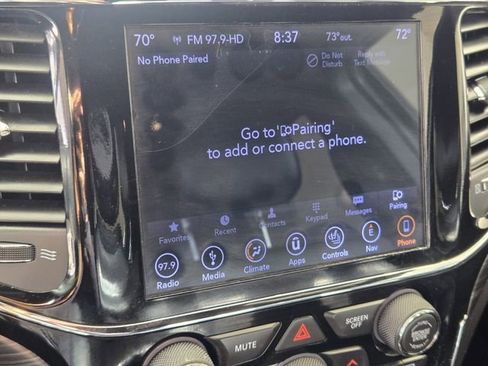 70° FM 97.9-HD 8:37 73°out. 72°
No Phone Paired
Do Not
Disturb
Reply with
Text Message
Go to 'Pairing'
to add or connect a phone.
Favorites Recent Contacts Keypad Messages Pairing
97.9
Radio Media Climate Apps Controls E Nav Phone
MUTE
SCREEN
OFF
BROWSE
ENTER